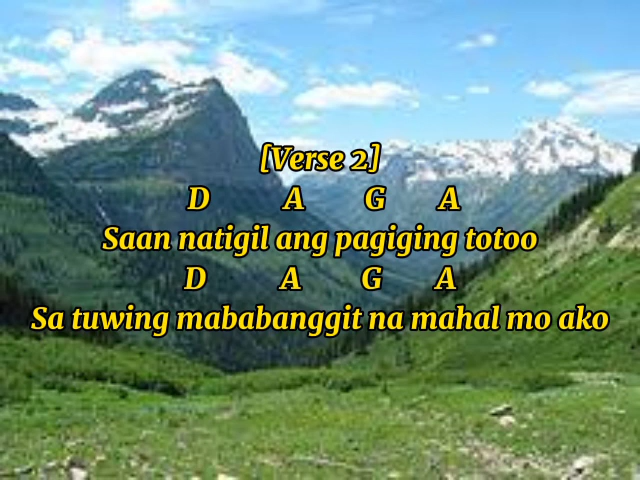 [Verse 2]
D A G A
Saan natigil ang pagiging totoo
D A G A
Sa tuwing mababanggit na mahal mo ako